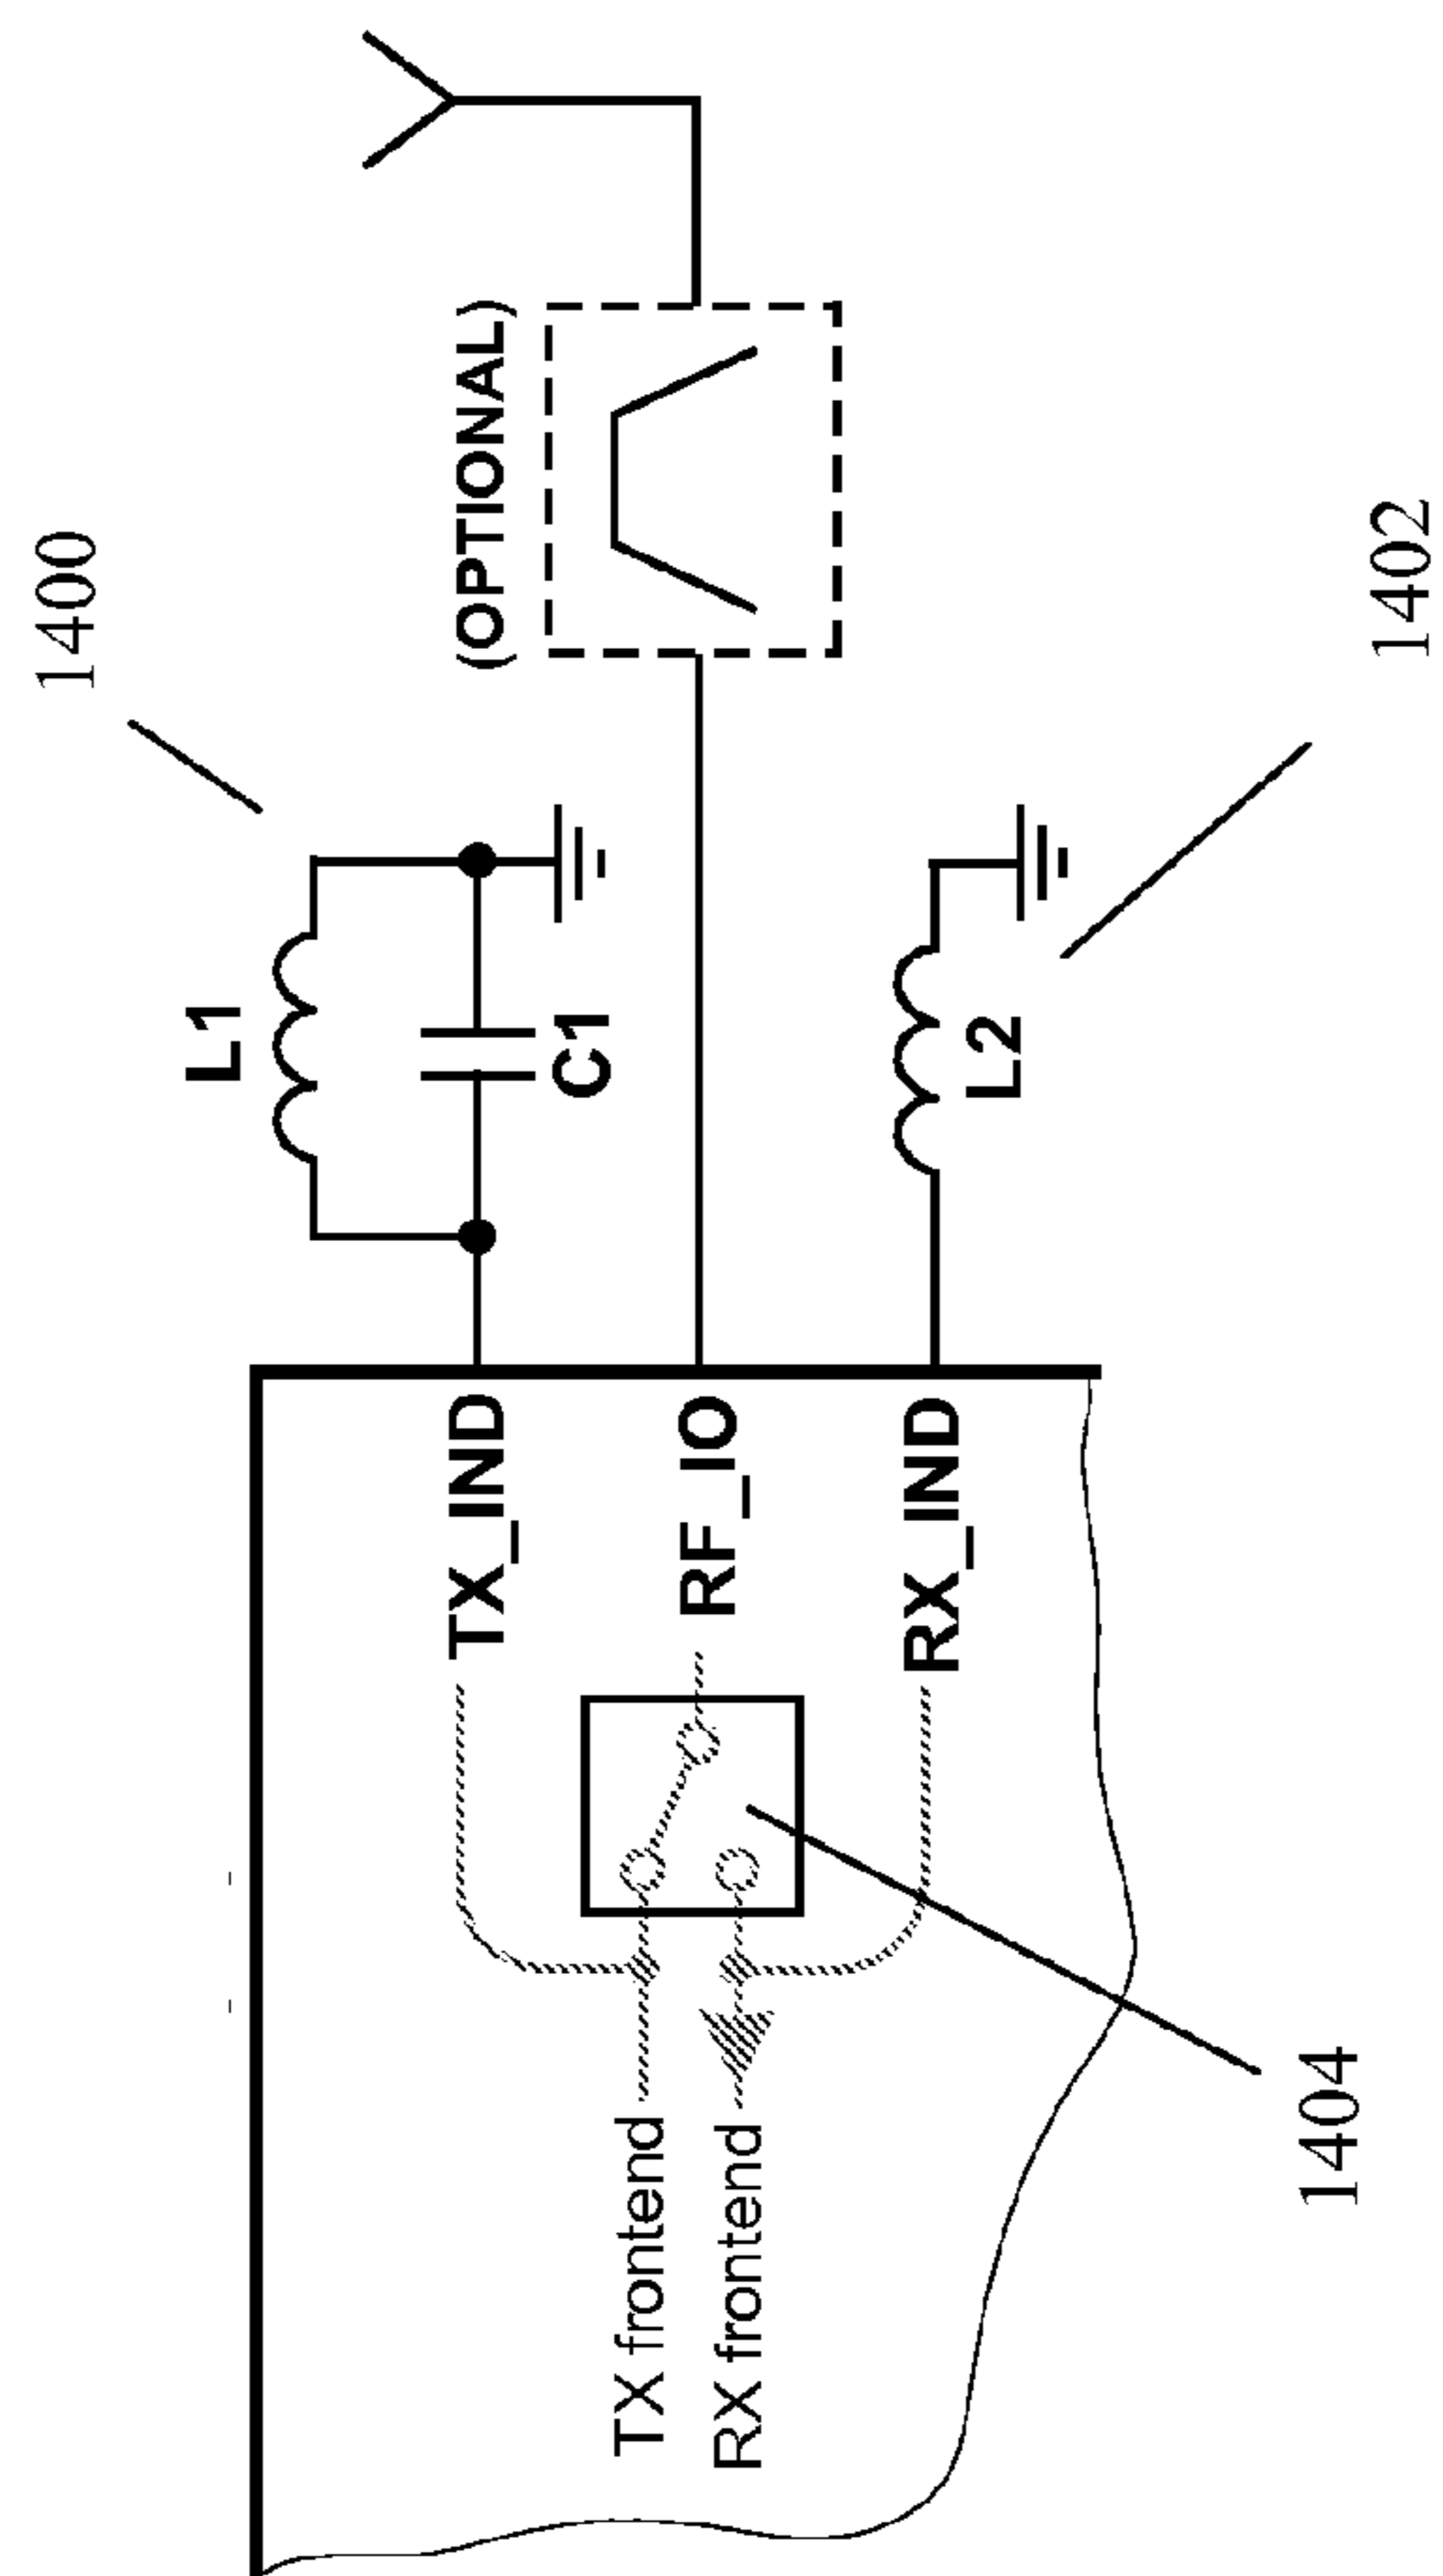 1400
(OPTIONAL)
L1
C1
1402
L2
TX_IND
RF_IO
RX_IND
TX frontend
RX frontend
1404